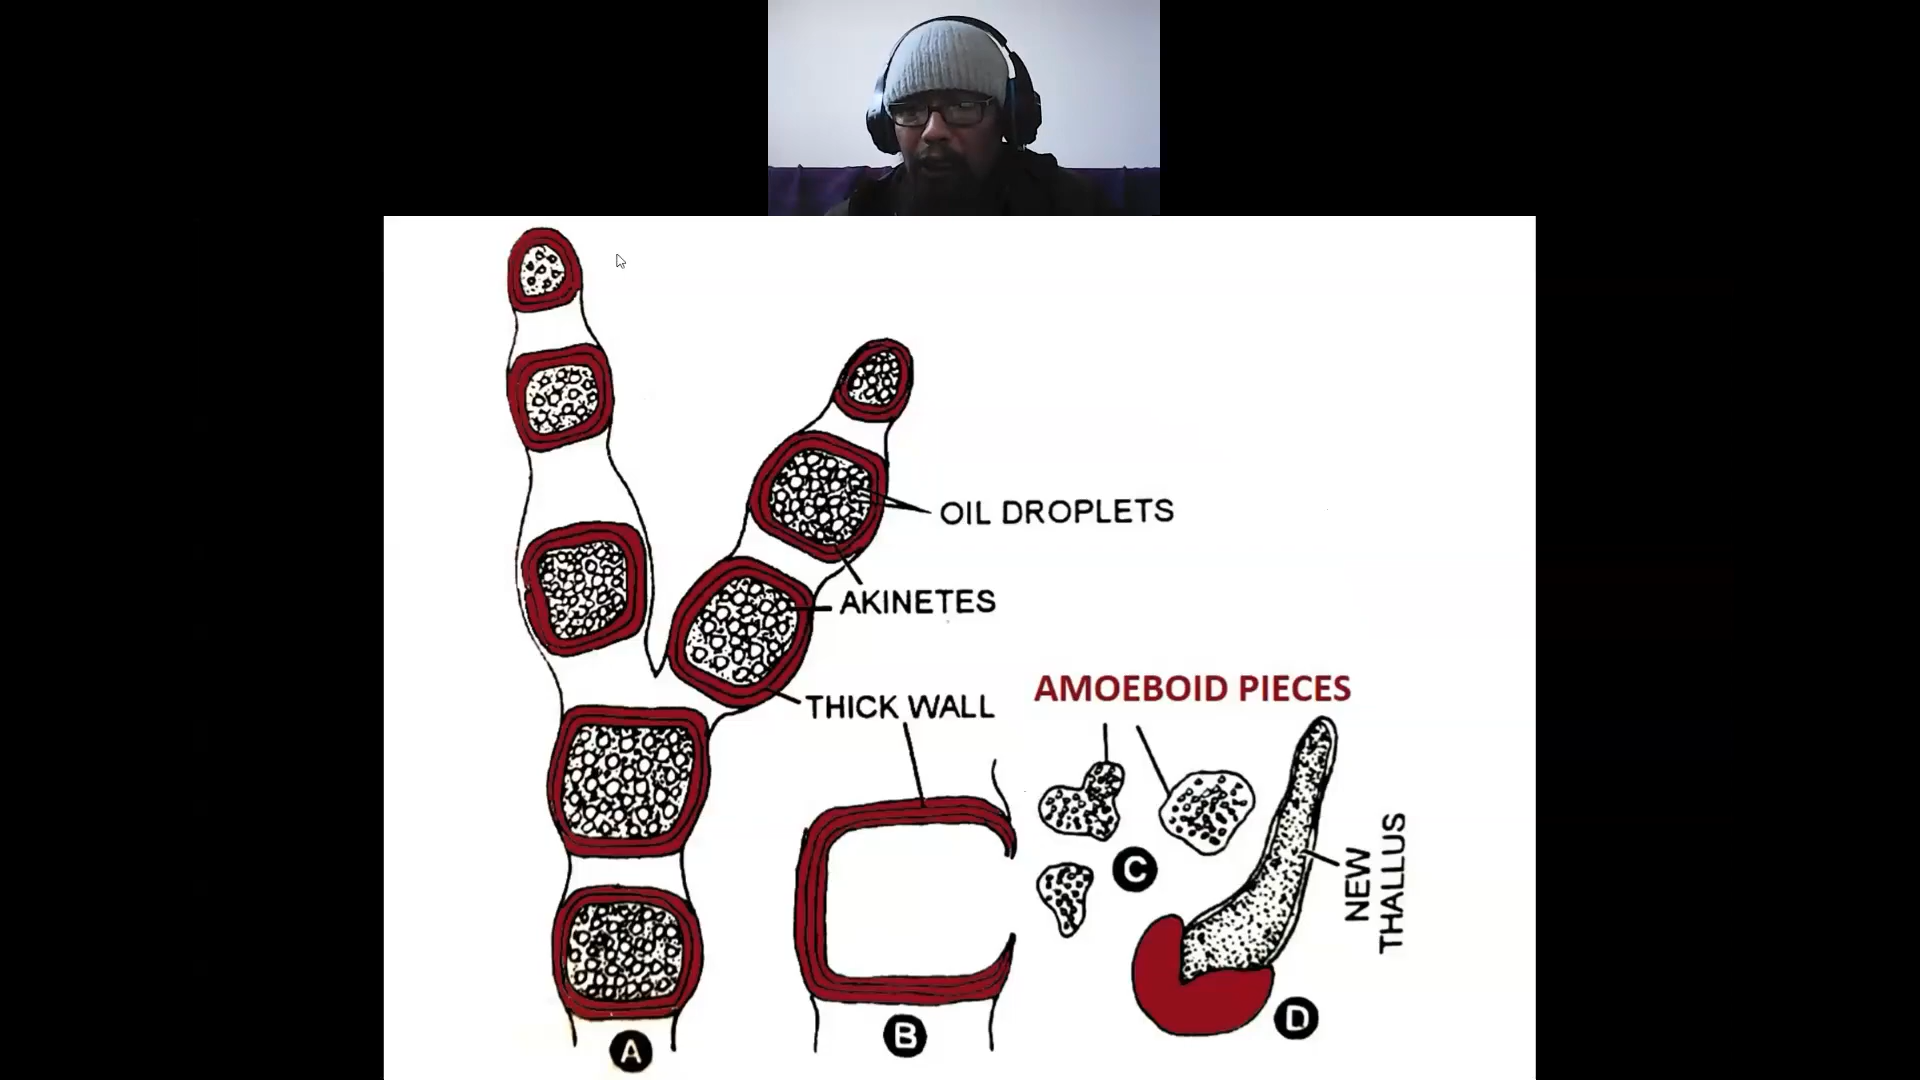 OIL DROPLETS
AKINETES
THICK WALL
AMOEBOID PIECES
C
NEW
THALLUS
D
B
A